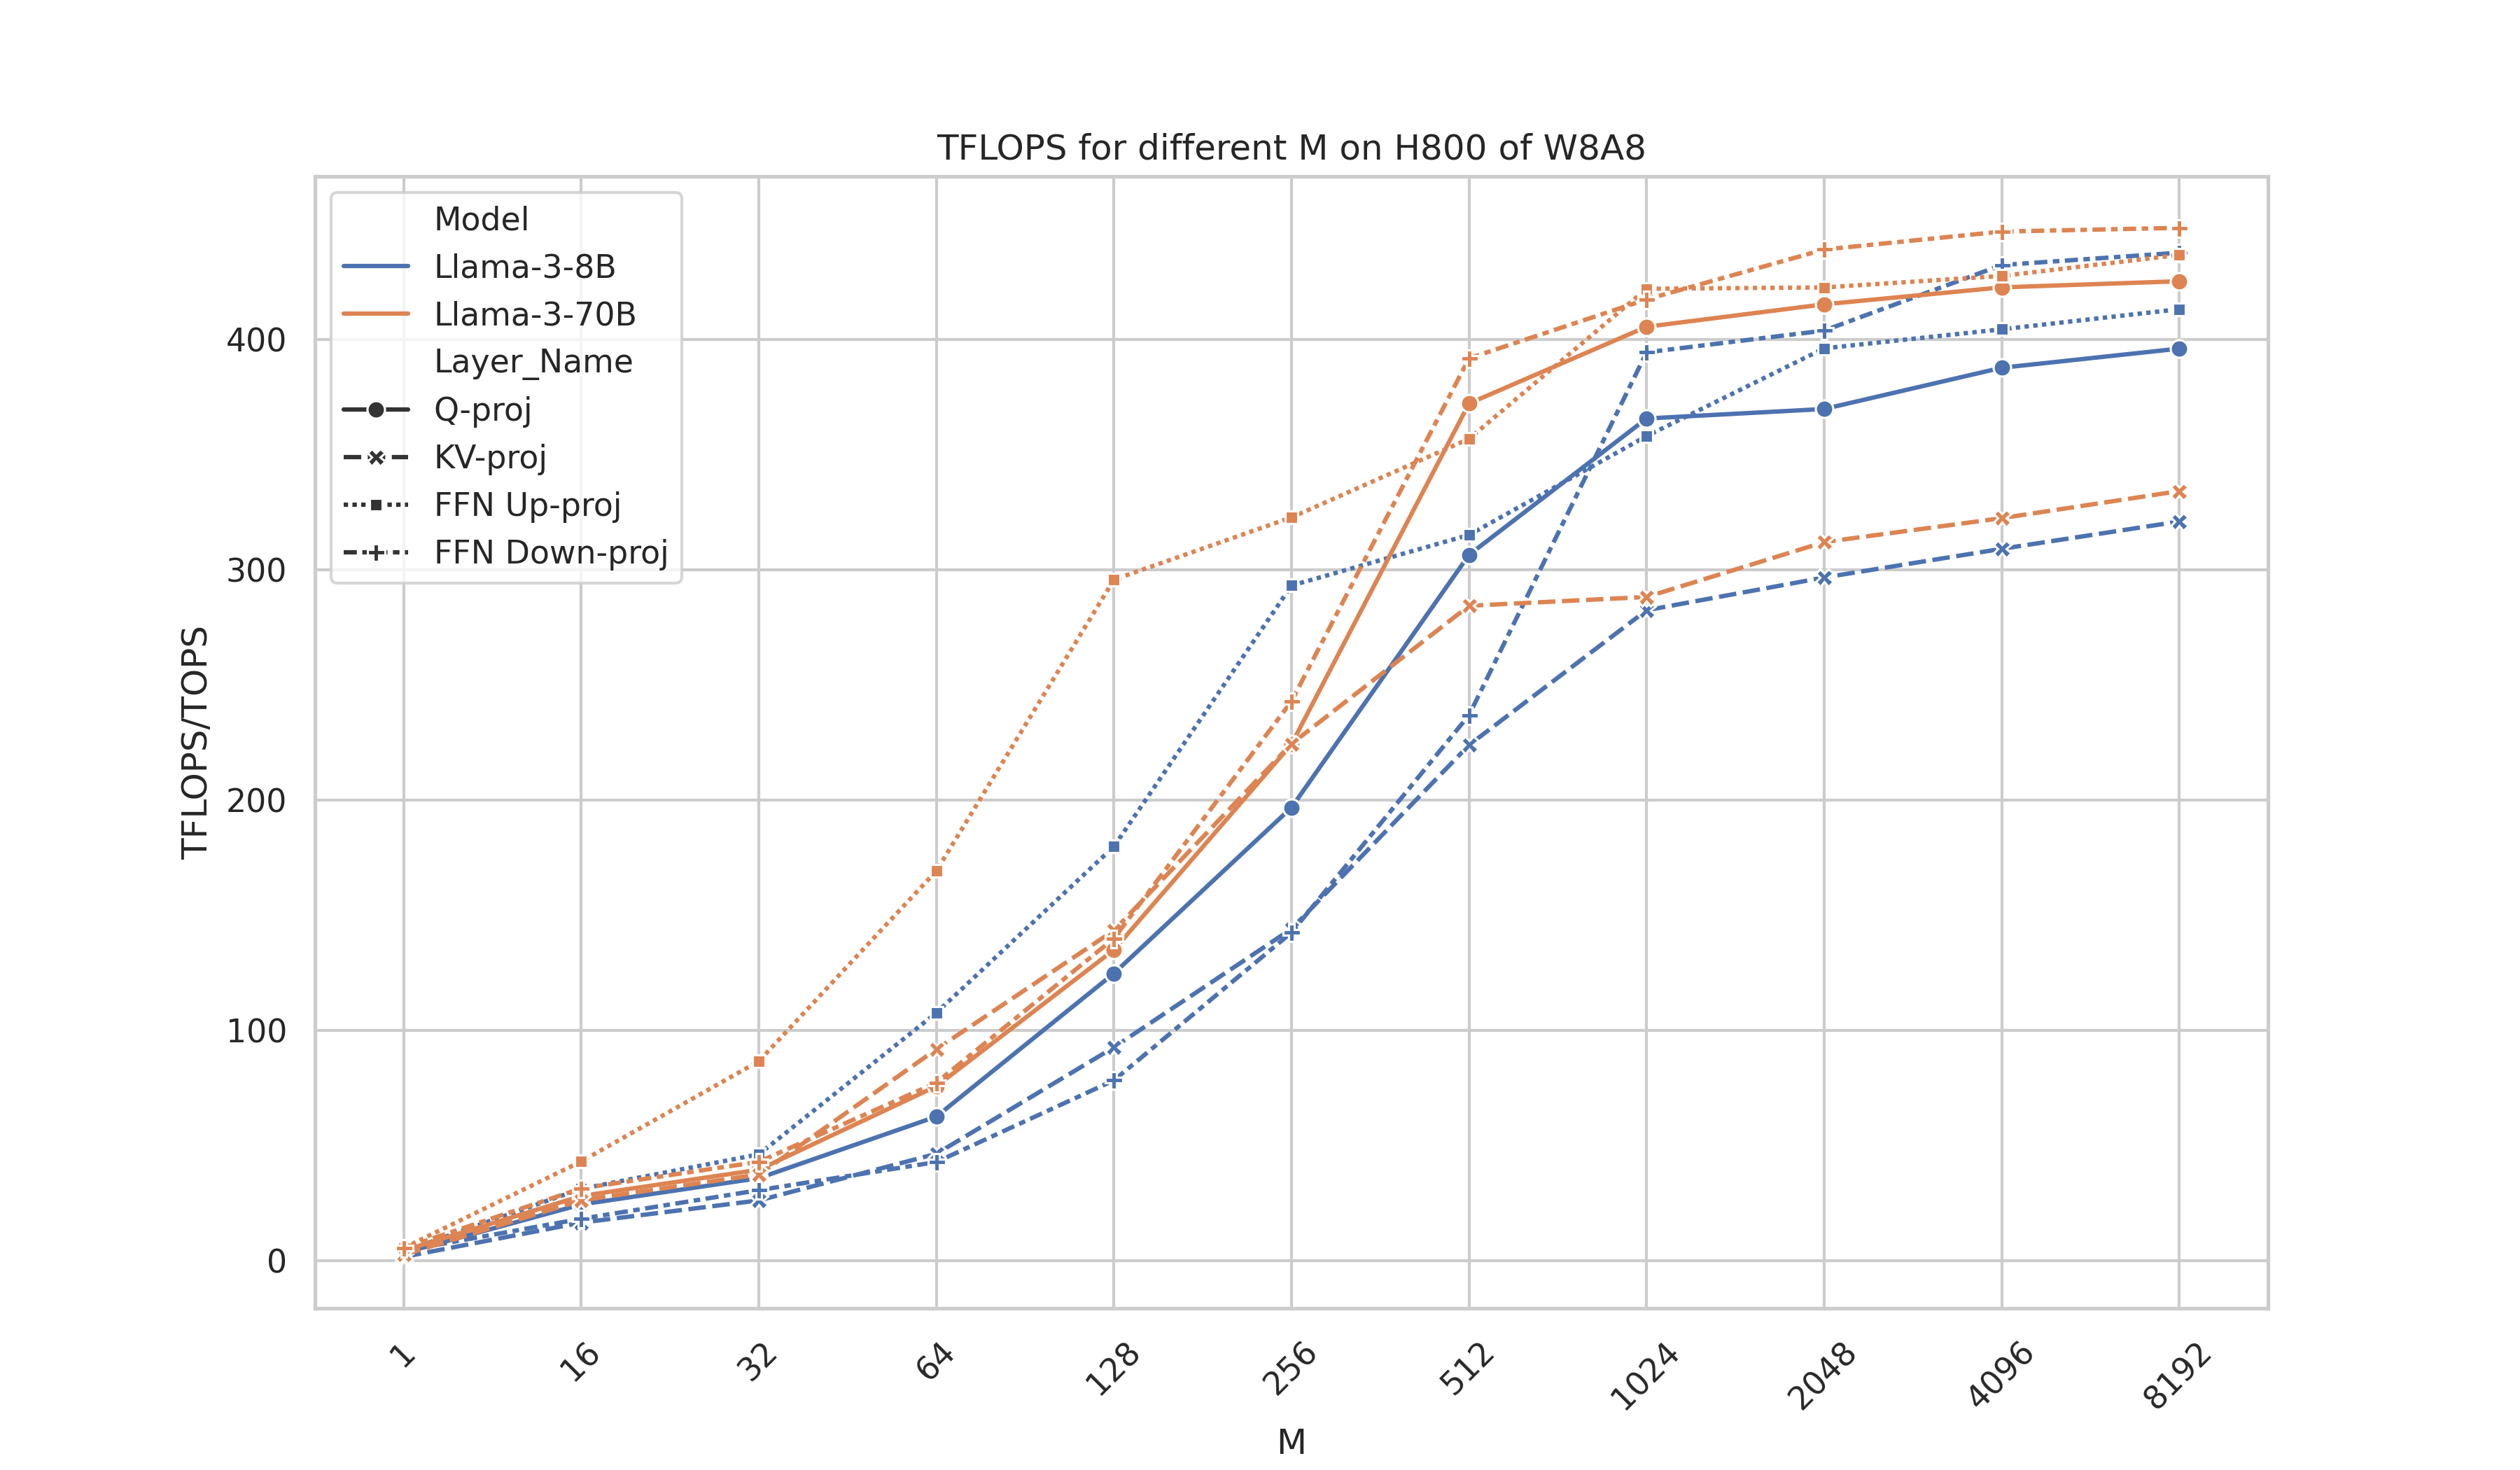 TFLOPS for different M on H800 of W8A8
Model
Llama-3-8B
Llama-3-70B
Layer_Name
Q-proj
KV-proj
FFN Up-proj
FFN Down-proj
TFLOPS/TOPS
400
300
200
100
0
1 16 32 64 128 256 512 1024 2048 4096 8192
M